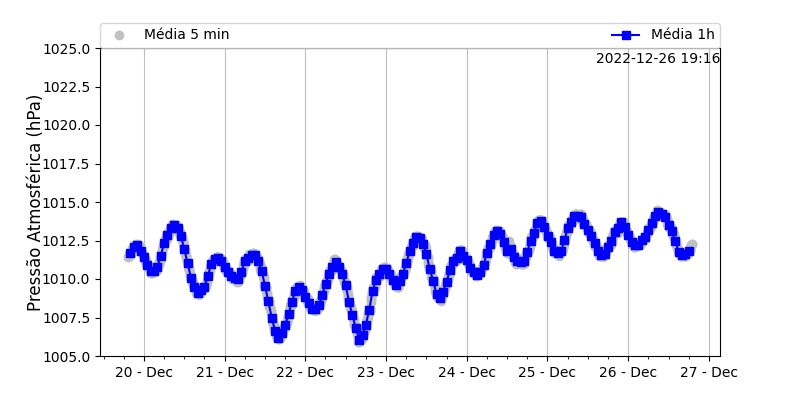 Média 5 min
Média 1h
2022-12-26 19:16
Pressão Atmosférica (hPa)
1025.0
1022.5
1020.0
1017.5
1015.0
1012.5
1010.0
1007.5
1005.0
20 - Dec
21 - Dec
22 - Dec
23 - Dec
24 - Dec
25 - Dec
26 - Dec
27 - Dec